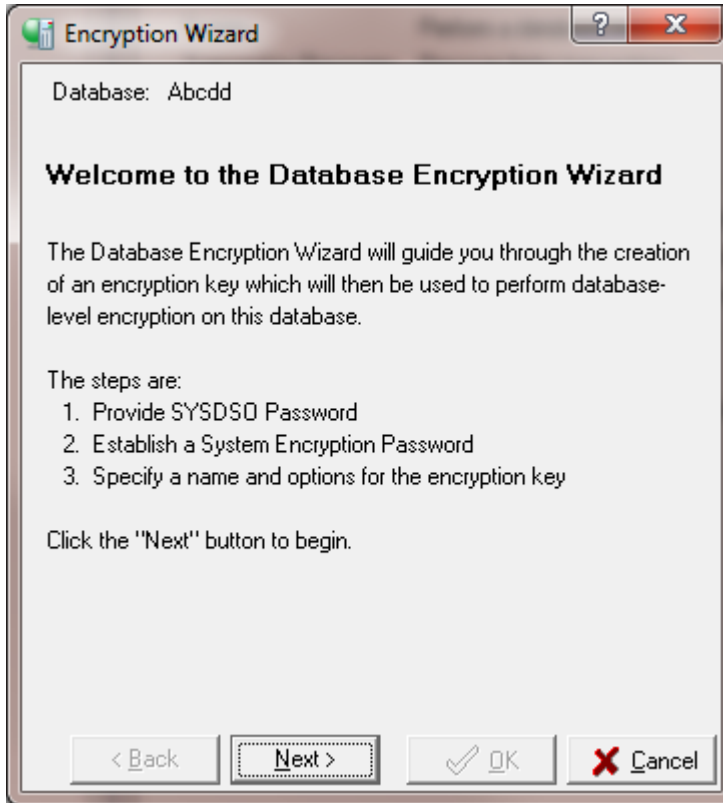 Encryption Wizard
?
X
Database: Abcdd
Welcome to the Database Encryption Wizard
The Database Encryption Wizard will guide you through the creation
of an encryption key which will then be used to perform database-
level encryption on this database.
The steps are:
1. Provide SYSDSO Password
2. Establish a System Encryption Password
3. Specify a name and options for the encryption key
Click the "Next" button to begin.
< Back Next > OK Cancel